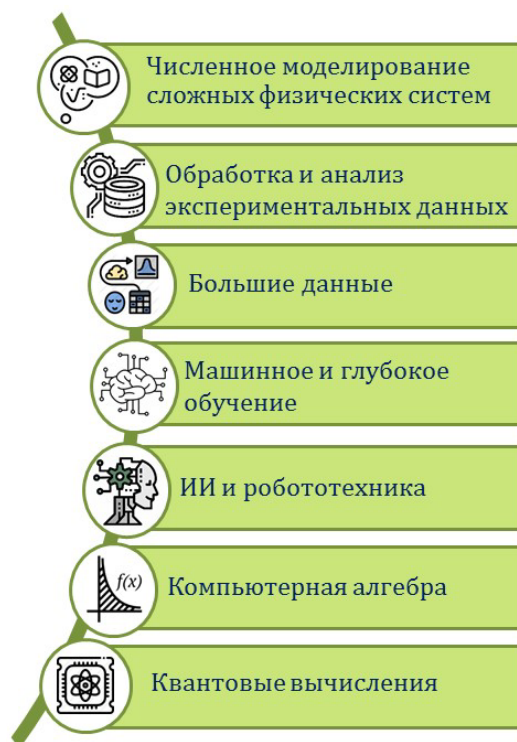 Численное моделирование
сложных физических систем
Обработка и анализ
экспериментальных данных
Большие данные
Машинное и глубокое
обучение
ИИ и робототехника
f(x)
Компьютерная алгебра
Квантовые вычисления